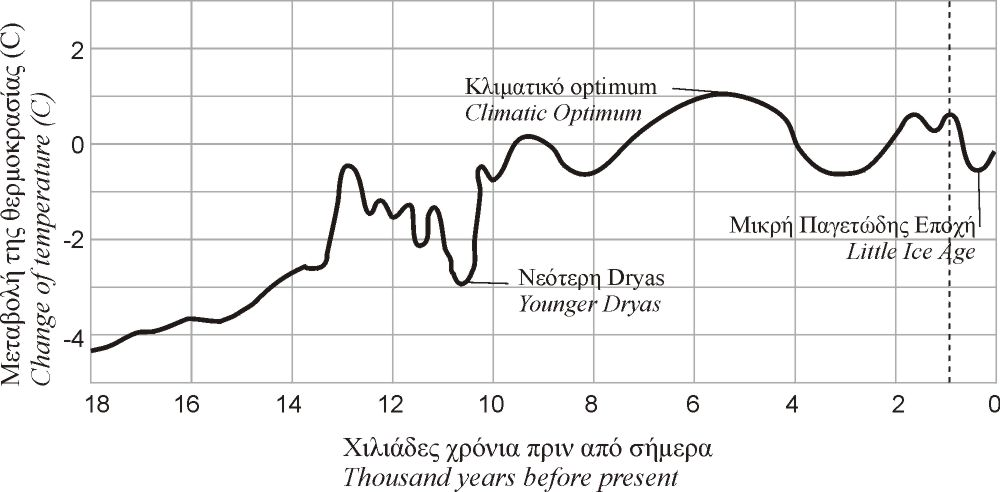 Μεταβολή της θερμοκρασίας (C)
Change of temperature (C)
2
0
-2
-4
Κλιματικό optimum
Climatic Optimum
Μικρή Παγετώδης Εποχή
Little Ice Age
Νεότερη Dryas
Younger Dryas
18 16 14 12 10 8 6 4 2 0
Χιλιάδες χρόνια πριν από σήμερα
Thousand years before present